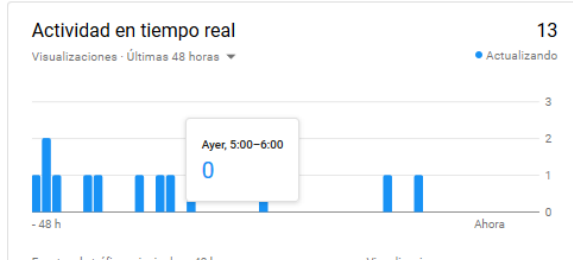 Actividad en tiempo real 13
Visualizaciones · Últimas 48 horas Actualizando
3
Ayer, 5:00–6:00
2
0
1
0
- 48 h Ahora